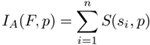 I_A(F, p) = \sum_{i=1}^{n} S(s_i, p)